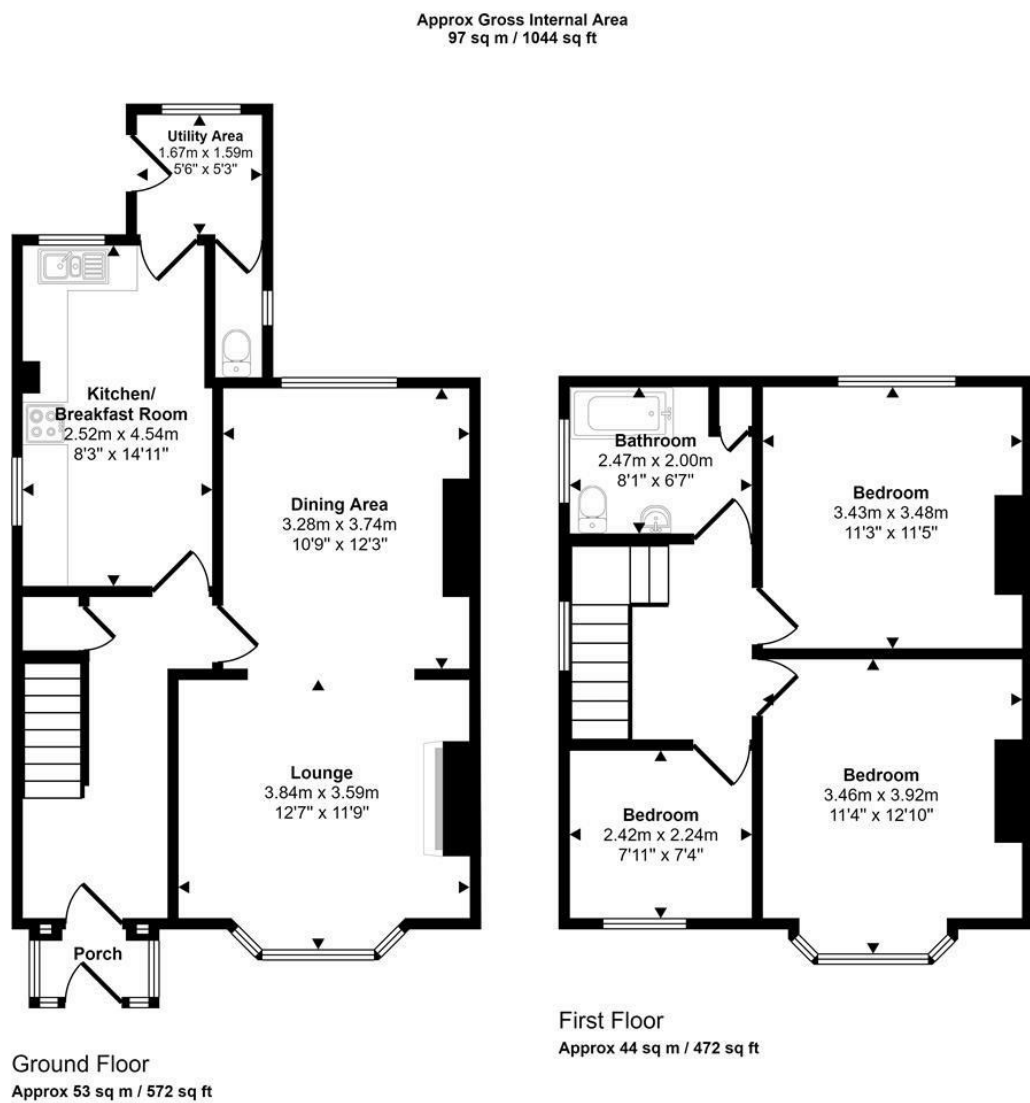 Approx Gross Internal Area
97 sq m / 1044 sq ft
Utility Area
1.67m x 1.59m
5'6" x 5'3"
Kitchen/
Breakfast Room
2.52m x 4.54m
8'3" x 14'11"
Dining Area
3.28m x 3.74m
10'9" x 12'3"
Lounge
3.84m x 3.59m
12'7" x 11'9"
Porch
Ground Floor
Approx 53 sq m / 572 sq ft
Bathroom
2.47m x 2.00m
8'1" x 6'7"
Bedroom
3.43m x 3.48m
11'3" x 11'5"
Bedroom
3.46m x 3.92m
11'4" x 12'10"
Bedroom
2.42m x 2.24m
7'11" x 7'4"
First Floor
Approx 44 sq m / 472 sq ft